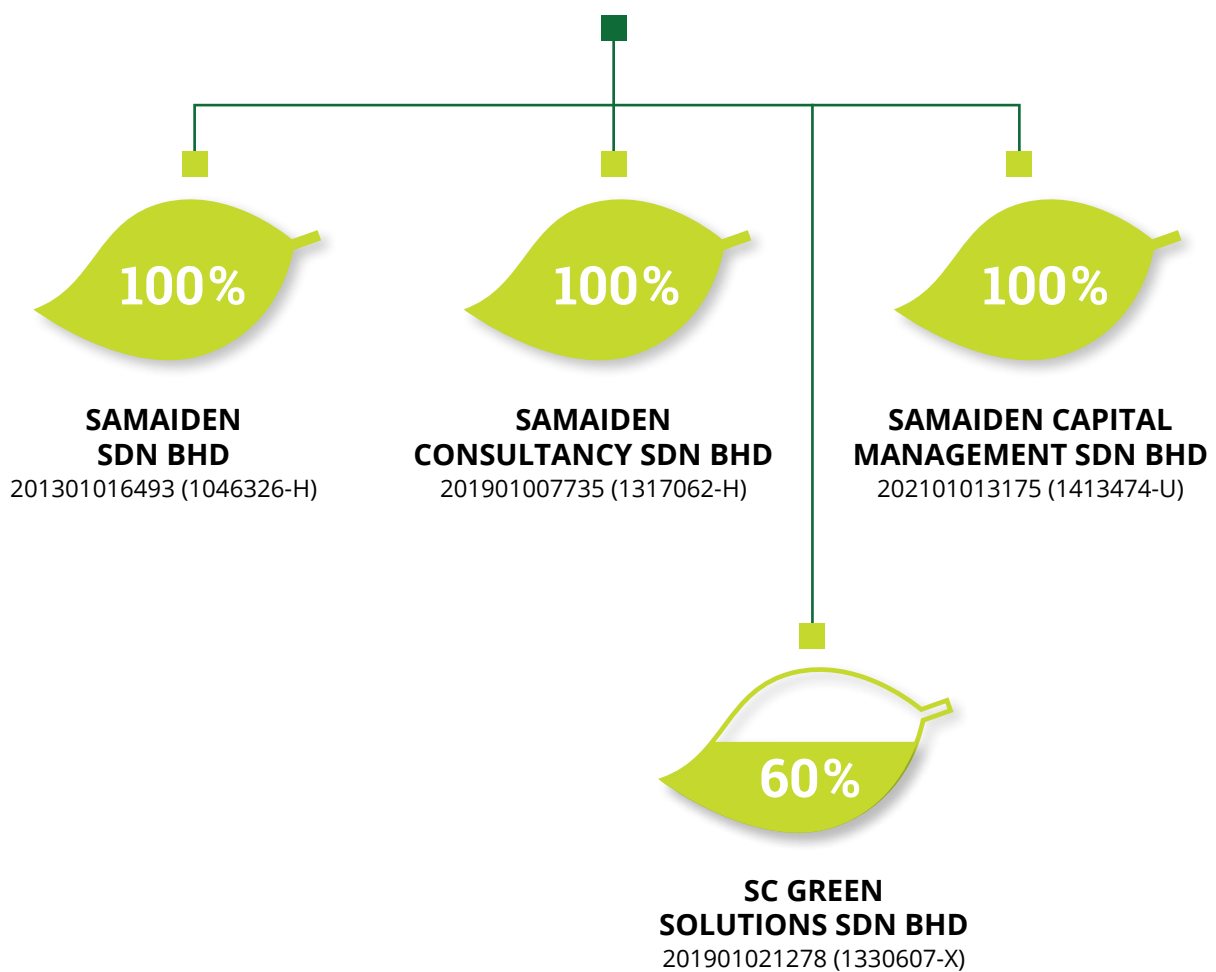 100%
SAMAIDEN
SDN BHD
201301016493 (1046326-H)
100%
SAMAIDEN
CONSULTANCY SDN BHD
201901007735 (1317062-H)
100%
SAMAIDEN CAPITAL
MANAGEMENT SDN BHD
202101013175 (1413474-U)
60%
SC GREEN
SOLUTIONS SDN BHD
201901021278 (1330607-X)